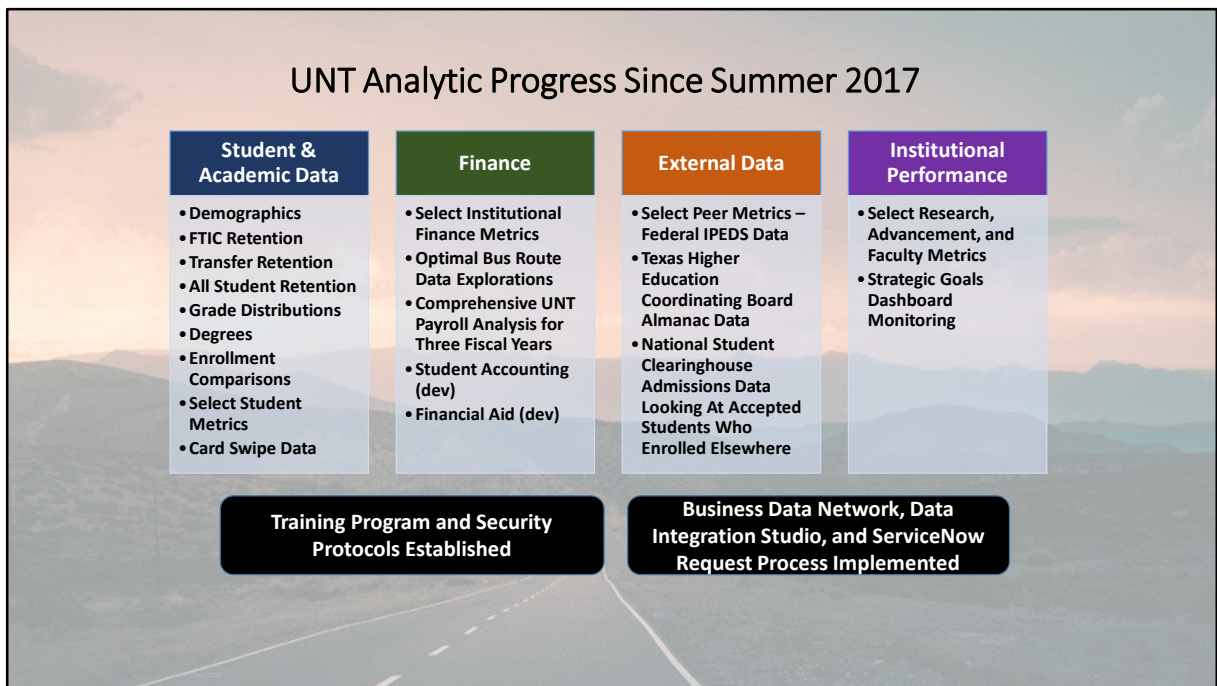 UNT Analytic Progress Since Summer 2017
Student &
Academic Data
• Demographics
• FTIC Retention
• Transfer Retention
• All Student Retention
• Grade Distributions
• Degrees
• Enrollment
Comparisons
• Select Student
Metrics
• Card Swipe Data
Finance
• Select Institutional
Finance Metrics
• Optimal Bus Route
Data Explorations
• Comprehensive UNT
Payroll Analysis for
Three Fiscal Years
• Student Accounting
(dev)
• Financial Aid (dev)
External Data
• Select Peer Metrics –
Federal IPEDS Data
• Texas Higher
Education
Coordinating Board
Almanac Data
• National Student
Clearinghouse
Admissions Data
Looking At Accepted
Students Who
Enrolled Elsewhere
Institutional
Performance
• Select Research,
Advancement, and
Faculty Metrics
• Strategic Goals
Dashboard
Monitoring
Training Program and Security
Protocols Established
Business Data Network, Data
Integration Studio, and ServiceNow
Request Process Implemented